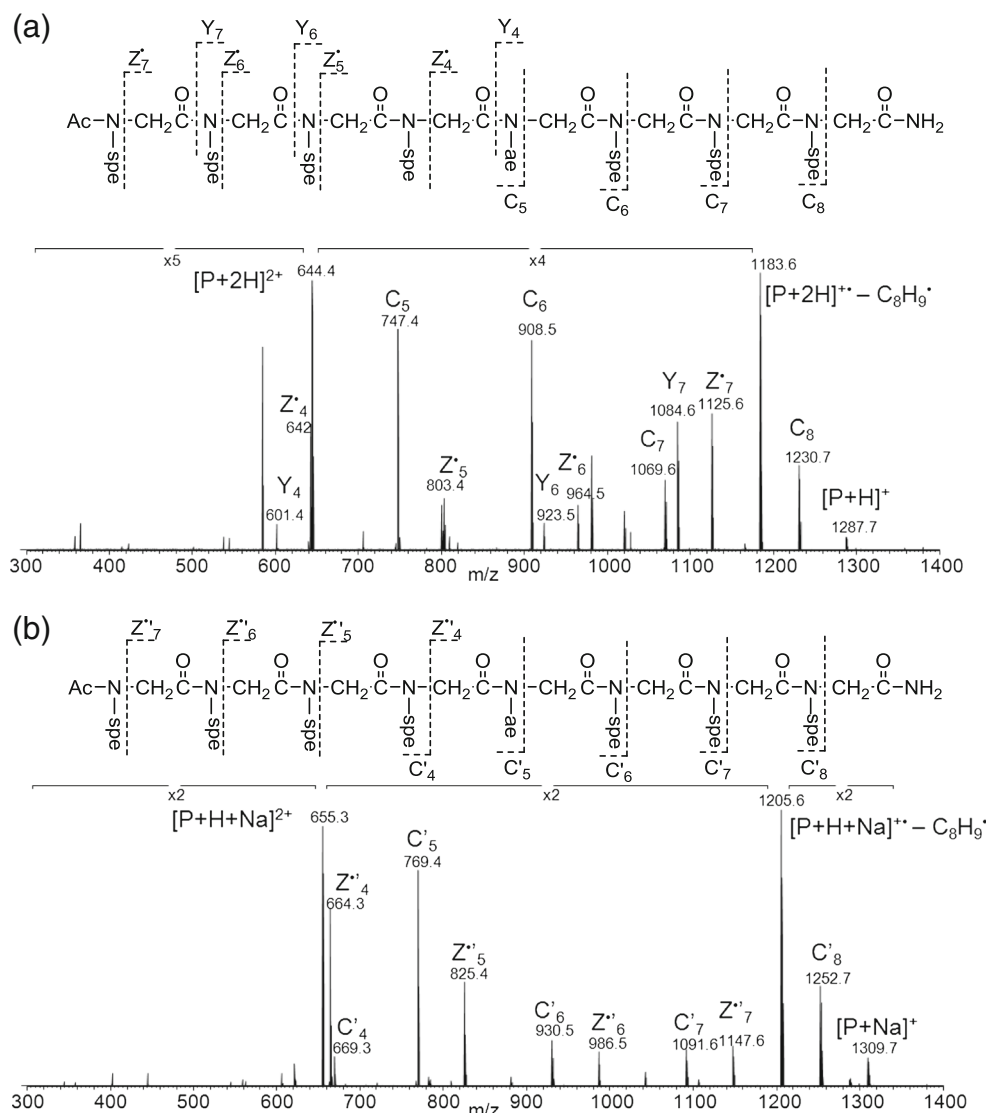 (a)
Z•7 Y7 Z•6 Y6 Z•5 Z•4 Y4
O O O O O O O O
Ac–N–CH2–C–N–CH2–C–N–CH2–C–N–CH2–C–N–CH2–C–N–CH2–C–N–CH2–C–N–CH2–C–NH2
spe spe spe spe ae spe spe spe
C5 C6 C7 C8
x5 x4
[P+2H]2+ 644.4
1183.6
[P+2H]+• – C8H9•
C5
747.4
C6
908.5
Z•4
642
Y4
601.4
Z•5
803.4
Y6
923.5
Z•6
964.5
C7
1069.6
Y7
1084.6
Z•7
1125.6
C8
1230.7
[P+H]+
1287.7
300 400 500 600 700 800 900 1000 1100 1200 1300 1400
m/z
(b)
Z•'7 Z•'6 Z•'5 Z•'4
O O O O O O O O
Ac–N–CH2–C–N–CH2–C–N–CH2–C–N–CH2–C–N–CH2–C–N–CH2–C–N–CH2–C–N–CH2–C–NH2
spe spe spe spe ae spe spe spe
C'4 C'5 C'6 C'7 C'8
x2 x2 x2
[P+H+Na]2+ 655.3
1205.6
[P+H+Na]+• – C8H9•
Z•'4
664.3
C'4
669.3
C'5
769.4
Z•'5
825.4
C'6
930.5
Z•'6
986.5
C'7
1091.6
Z•'7
1147.6
C'8
1252.7
[P+Na]+
1309.7
300 400 500 600 700 800 900 1000 1100 1200 1300 1400
m/z